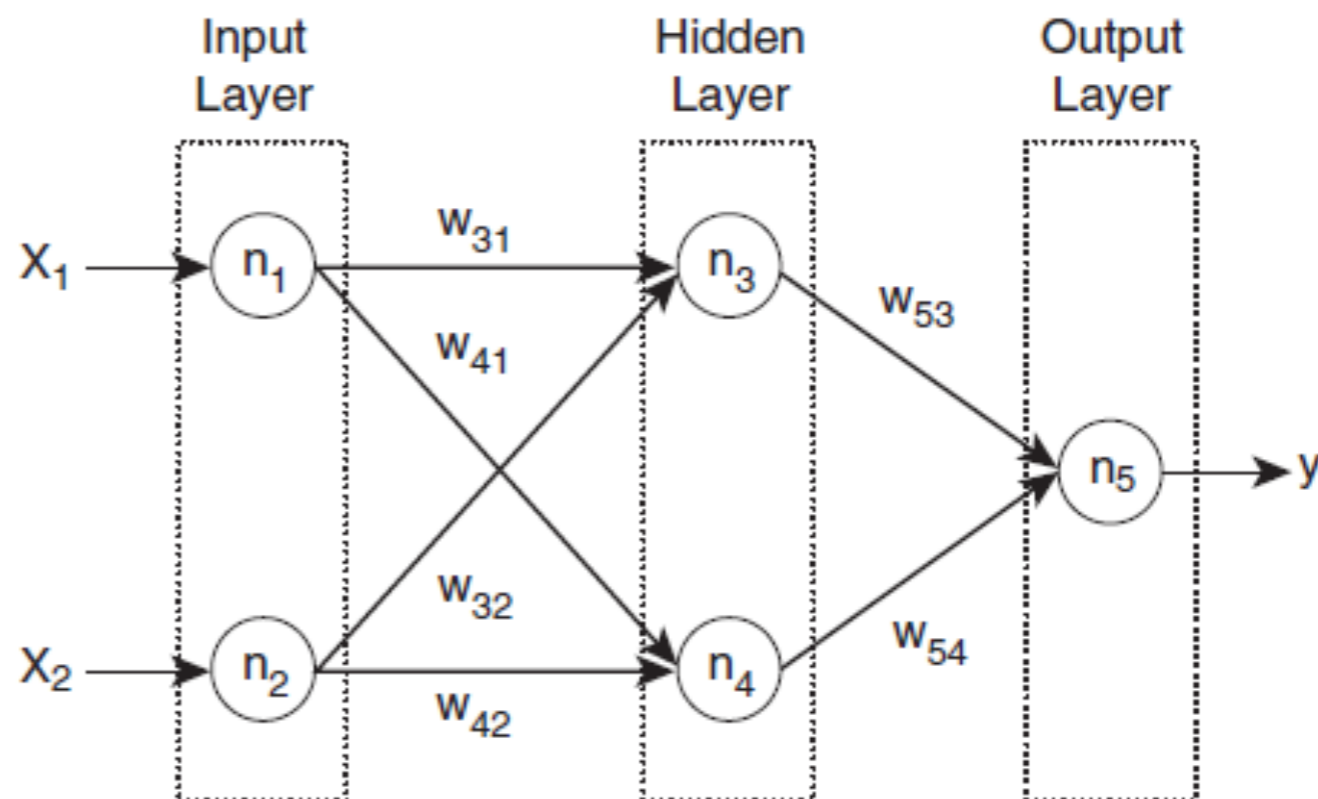 Input Layer
Hidden Layer
Output Layer
X₁
n₁
w₃₁
n₃
w₅₃
w₄₁
n₅
y
w₃₂
w₅₄
X₂
n₂
w₄₂
n₄